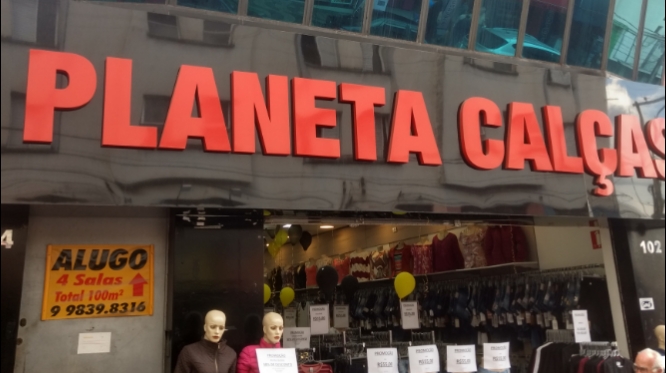 PLANETA CALÇAS
4
102
ALUGO
4 Salas
Total 100m²
9 9839.8316